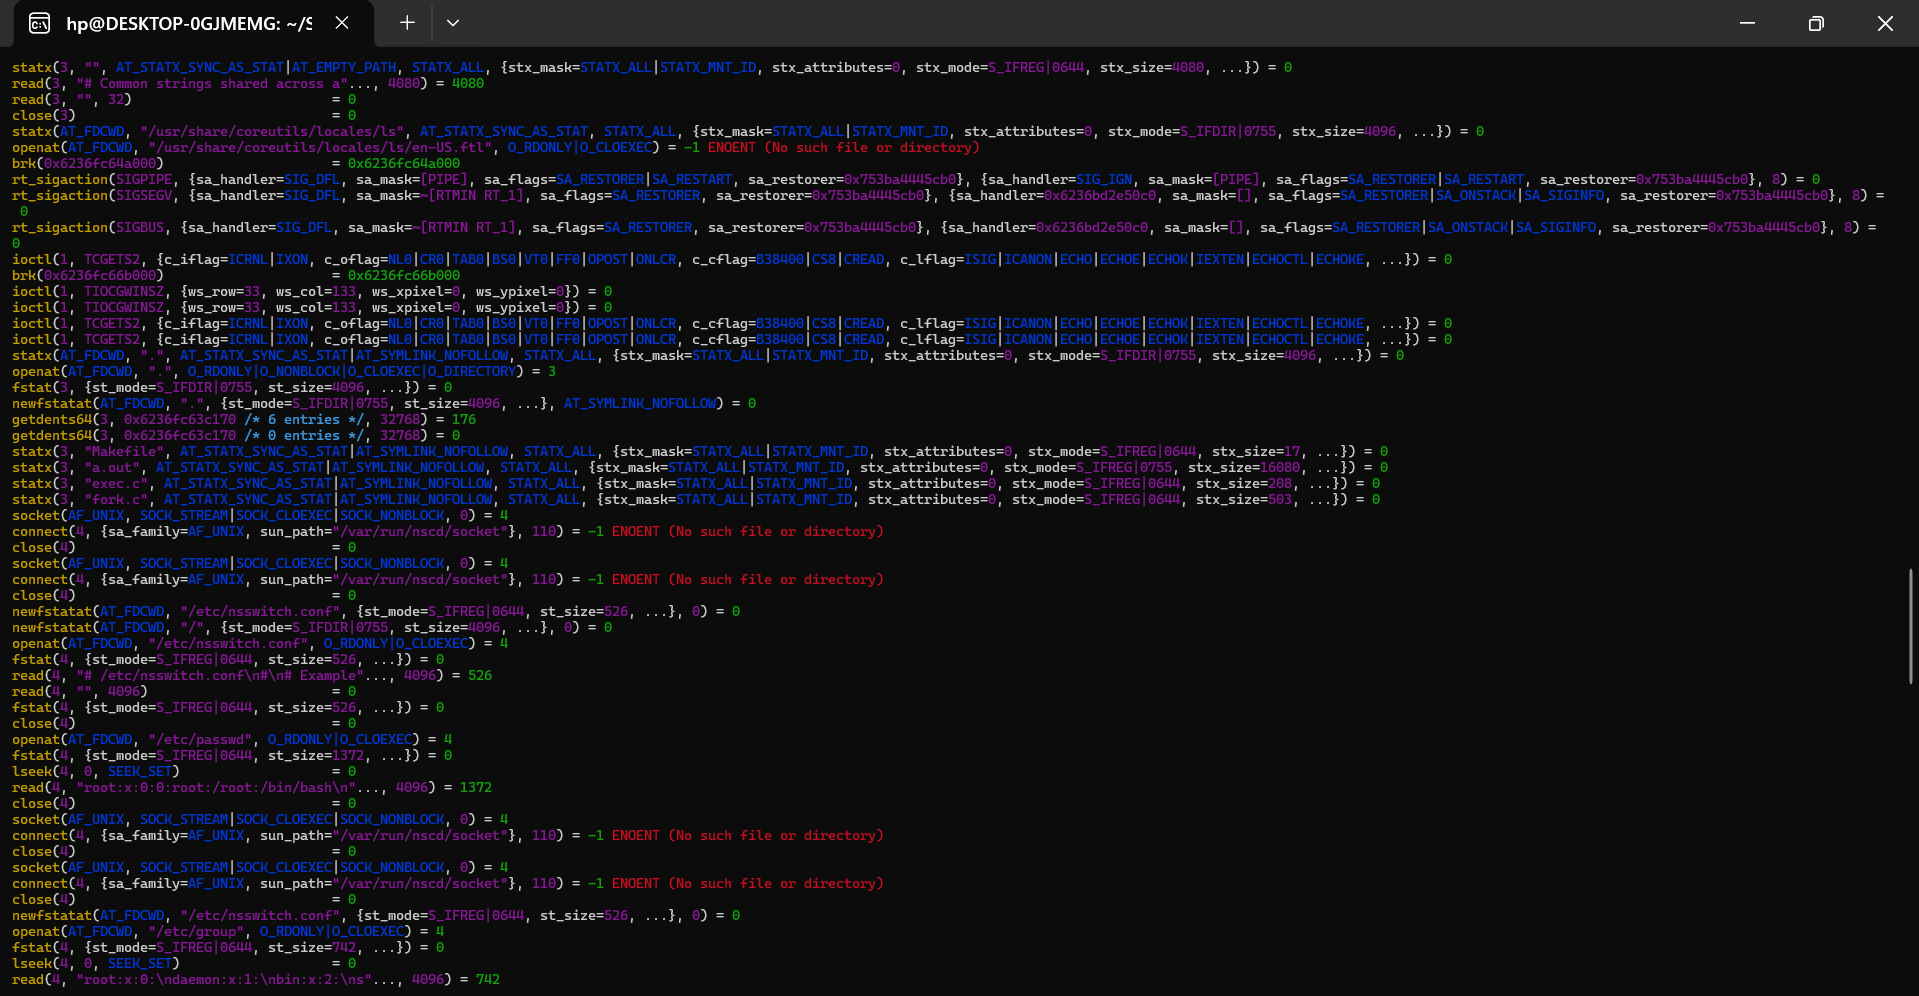 hp@DESKTOP-0GJMEMG: ~/S
statx(3, "", AT_STATX_SYNC_AS_STAT|AT_EMPTY_PATH, STATX_ALL, {stx_mask=STATX_ALL|STATX_MNT_ID, stx_attributes=0, stx_mode=S_IFREG|0644, stx_size=4080, ...}) = 0
read(3, "# Common strings shared across a"..., 4080) = 4080
read(3, "", 32)                         = 0
close(3)                                = 0
statx(AT_FDCWD, "/usr/share/coreutils/locales/ls", AT_STATX_SYNC_AS_STAT, STATX_ALL, {stx_mask=STATX_ALL|STATX_MNT_ID, stx_attributes=0, stx_mode=S_IFDIR|0755, stx_size=4096, ...}) = 0
openat(AT_FDCWD, "/usr/share/coreutils/locales/ls/en-US.ftl", O_RDONLY|O_CLOEXEC) = -1 ENOENT (No such file or directory)
brk(0x6236fc64a000)                     = 0x6236fc64a000
rt_sigaction(SIGPIPE, {sa_handler=SIG_DFL, sa_mask=[PIPE], sa_flags=SA_RESTORER|SA_RESTART, sa_restorer=0x753ba4445cb0}, {sa_handler=SIG_IGN, sa_mask=[PIPE], sa_flags=SA_RESTORER|SA_RESTART, sa_restorer=0x753ba4445cb0}, 8) = 0
rt_sigaction(SIGSEGV, {sa_handler=SIG_DFL, sa_mask=~[RTMIN RT_1], sa_flags=SA_RESTORER, sa_restorer=0x753ba4445cb0}, {sa_handler=0x6236bd2e50c0, sa_mask=[], sa_flags=SA_RESTORER|SA_ONSTACK|SA_SIGINFO, sa_restorer=0x753ba4445cb0}, 8) =
0
rt_sigaction(SIGBUS, {sa_handler=SIG_DFL, sa_mask=~[RTMIN RT_1], sa_flags=SA_RESTORER, sa_restorer=0x753ba4445cb0}, {sa_handler=0x6236bd2e50c0, sa_mask=[], sa_flags=SA_RESTORER|SA_ONSTACK|SA_SIGINFO, sa_restorer=0x753ba4445cb0}, 8) =
0
ioctl(1, TCGETS2, {c_iflag=ICRNL|IXON, c_oflag=NL0|CR0|TAB0|BS0|VT0|FF0|OPOST|ONLCR, c_cflag=B38400|CS8|CREAD, c_lflag=ISIG|ICANON|ECHO|ECHOE|ECHOK|IEXTEN|ECHOCTL|ECHOKE, ...}) = 0
brk(0x6236fc66b000)                     = 0x6236fc66b000
ioctl(1, TIOCGWINSZ, {ws_row=33, ws_col=133, ws_xpixel=0, ws_ypixel=0}) = 0
ioctl(1, TIOCGWINSZ, {ws_row=33, ws_col=133, ws_xpixel=0, ws_ypixel=0}) = 0
ioctl(1, TCGETS2, {c_iflag=ICRNL|IXON, c_oflag=NL0|CR0|TAB0|BS0|VT0|FF0|OPOST|ONLCR, c_cflag=B38400|CS8|CREAD, c_lflag=ISIG|ICANON|ECHO|ECHOE|ECHOK|IEXTEN|ECHOCTL|ECHOKE, ...}) = 0
ioctl(1, TCGETS2, {c_iflag=ICRNL|IXON, c_oflag=NL0|CR0|TAB0|BS0|VT0|FF0|OPOST|ONLCR, c_cflag=B38400|CS8|CREAD, c_lflag=ISIG|ICANON|ECHO|ECHOE|ECHOK|IEXTEN|ECHOCTL|ECHOKE, ...}) = 0
statx(AT_FDCWD, ".", AT_STATX_SYNC_AS_STAT|AT_SYMLINK_NOFOLLOW, STATX_ALL, {stx_mask=STATX_ALL|STATX_MNT_ID, stx_attributes=0, stx_mode=S_IFDIR|0755, stx_size=4096, ...}) = 0
openat(AT_FDCWD, ".", O_RDONLY|O_NONBLOCK|O_CLOEXEC|O_DIRECTORY) = 3
fstat(3, {st_mode=S_IFDIR|0755, st_size=4096, ...}) = 0
newfstatat(AT_FDCWD, ".", {st_mode=S_IFDIR|0755, st_size=4096, ...}, AT_SYMLINK_NOFOLLOW) = 0
getdents64(3, 0x6236fc63c170 /* 6 entries */, 32768) = 176
getdents64(3, 0x6236fc63c170 /* 0 entries */, 32768) = 0
statx(3, "Makefile", AT_STATX_SYNC_AS_STAT|AT_SYMLINK_NOFOLLOW, STATX_ALL, {stx_mask=STATX_ALL|STATX_MNT_ID, stx_attributes=0, stx_mode=S_IFREG|0644, stx_size=17, ...}) = 0
statx(3, "a.out", AT_STATX_SYNC_AS_STAT|AT_SYMLINK_NOFOLLOW, STATX_ALL, {stx_mask=STATX_ALL|STATX_MNT_ID, stx_attributes=0, stx_mode=S_IFREG|0755, stx_size=16080, ...}) = 0
statx(3, "exec.c", AT_STATX_SYNC_AS_STAT|AT_SYMLINK_NOFOLLOW, STATX_ALL, {stx_mask=STATX_ALL|STATX_MNT_ID, stx_attributes=0, stx_mode=S_IFREG|0644, stx_size=208, ...}) = 0
statx(3, "fork.c", AT_STATX_SYNC_AS_STAT|AT_SYMLINK_NOFOLLOW, STATX_ALL, {stx_mask=STATX_ALL|STATX_MNT_ID, stx_attributes=0, stx_mode=S_IFREG|0644, stx_size=503, ...}) = 0
socket(AF_UNIX, SOCK_STREAM|SOCK_CLOEXEC|SOCK_NONBLOCK, 0) = 4
connect(4, {sa_family=AF_UNIX, sun_path="/var/run/nscd/socket"}, 110) = -1 ENOENT (No such file or directory)
close(4)                                = 0
socket(AF_UNIX, SOCK_STREAM|SOCK_CLOEXEC|SOCK_NONBLOCK, 0) = 4
connect(4, {sa_family=AF_UNIX, sun_path="/var/run/nscd/socket"}, 110) = -1 ENOENT (No such file or directory)
close(4)                                = 0
newfstatat(AT_FDCWD, "/etc/nsswitch.conf", {st_mode=S_IFREG|0644, st_size=526, ...}, 0) = 0
newfstatat(AT_FDCWD, "/", {st_mode=S_IFDIR|0755, st_size=4096, ...}, 0) = 0
openat(AT_FDCWD, "/etc/nsswitch.conf", O_RDONLY|O_CLOEXEC) = 4
fstat(4, {st_mode=S_IFREG|0644, st_size=526, ...}) = 0
read(4, "# /etc/nsswitch.conf\n#\n# Example"..., 4096) = 526
read(4, "", 4096)                       = 0
fstat(4, {st_mode=S_IFREG|0644, st_size=526, ...}) = 0
close(4)                                = 0
openat(AT_FDCWD, "/etc/passwd", O_RDONLY|O_CLOEXEC) = 4
fstat(4, {st_mode=S_IFREG|0644, st_size=1372, ...}) = 0
lseek(4, 0, SEEK_SET)                   = 0
read(4, "root:x:0:0:root:/root:/bin/bash\n"..., 4096) = 1372
close(4)                                = 0
socket(AF_UNIX, SOCK_STREAM|SOCK_CLOEXEC|SOCK_NONBLOCK, 0) = 4
connect(4, {sa_family=AF_UNIX, sun_path="/var/run/nscd/socket"}, 110) = -1 ENOENT (No such file or directory)
close(4)                                = 0
socket(AF_UNIX, SOCK_STREAM|SOCK_CLOEXEC|SOCK_NONBLOCK, 0) = 4
connect(4, {sa_family=AF_UNIX, sun_path="/var/run/nscd/socket"}, 110) = -1 ENOENT (No such file or directory)
close(4)                                = 0
newfstatat(AT_FDCWD, "/etc/nsswitch.conf", {st_mode=S_IFREG|0644, st_size=526, ...}, 0) = 0
openat(AT_FDCWD, "/etc/group", O_RDONLY|O_CLOEXEC) = 4
fstat(4, {st_mode=S_IFREG|0644, st_size=742, ...}) = 0
lseek(4, 0, SEEK_SET)                   = 0
read(4, "root:x:0:\ndaemon:x:1:\nbin:x:2:\ns"..., 4096) = 742